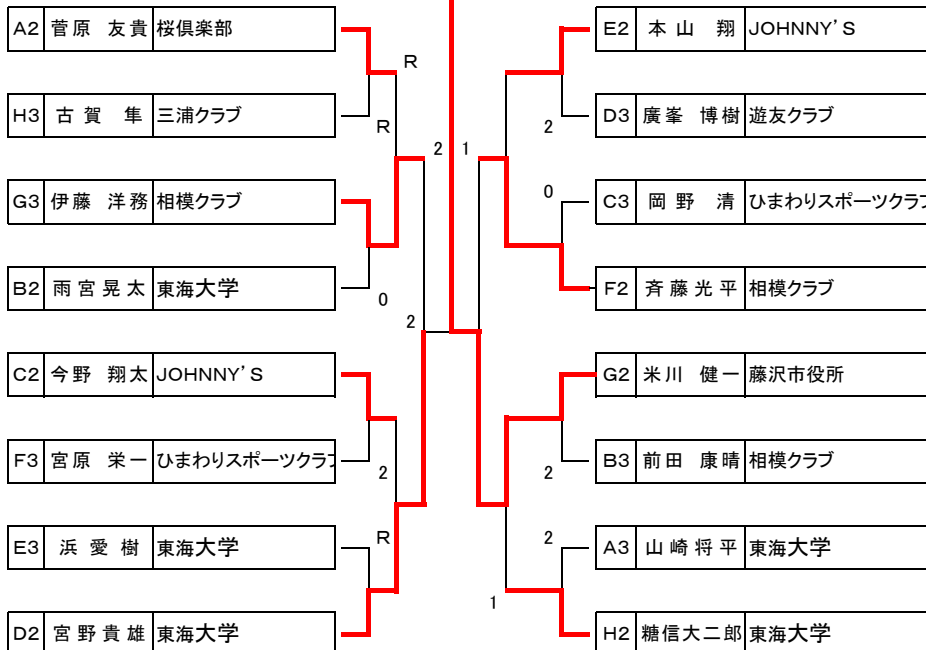 A2 菅原 友貴 桜倶楽部
R
H3 古賀 隼 三浦クラブ
R
2
G3 伊藤 洋務 相模クラブ
B2 雨宮晃太 東海大学
0
2
C2 今野 翔太 JOHNNY'S
F3 宮原 栄一 ひまわりスポーツクラブ
2
E3 浜愛樹 東海大学
R
D2 宮野貴雄 東海大学
E2 本山 翔 JOHNNY'S
D3 廣峯 博樹 遊友クラブ
2
1
0
C3 岡野 清 ひまわりスポーツクラブ
F2 斉藤光平 相模クラブ
G2 米川 健一 藤沢市役所
B3 前田 康晴 相模クラブ
2
2
A3 山崎将平 東海大学
1
H2 糖信大二郎 東海大学